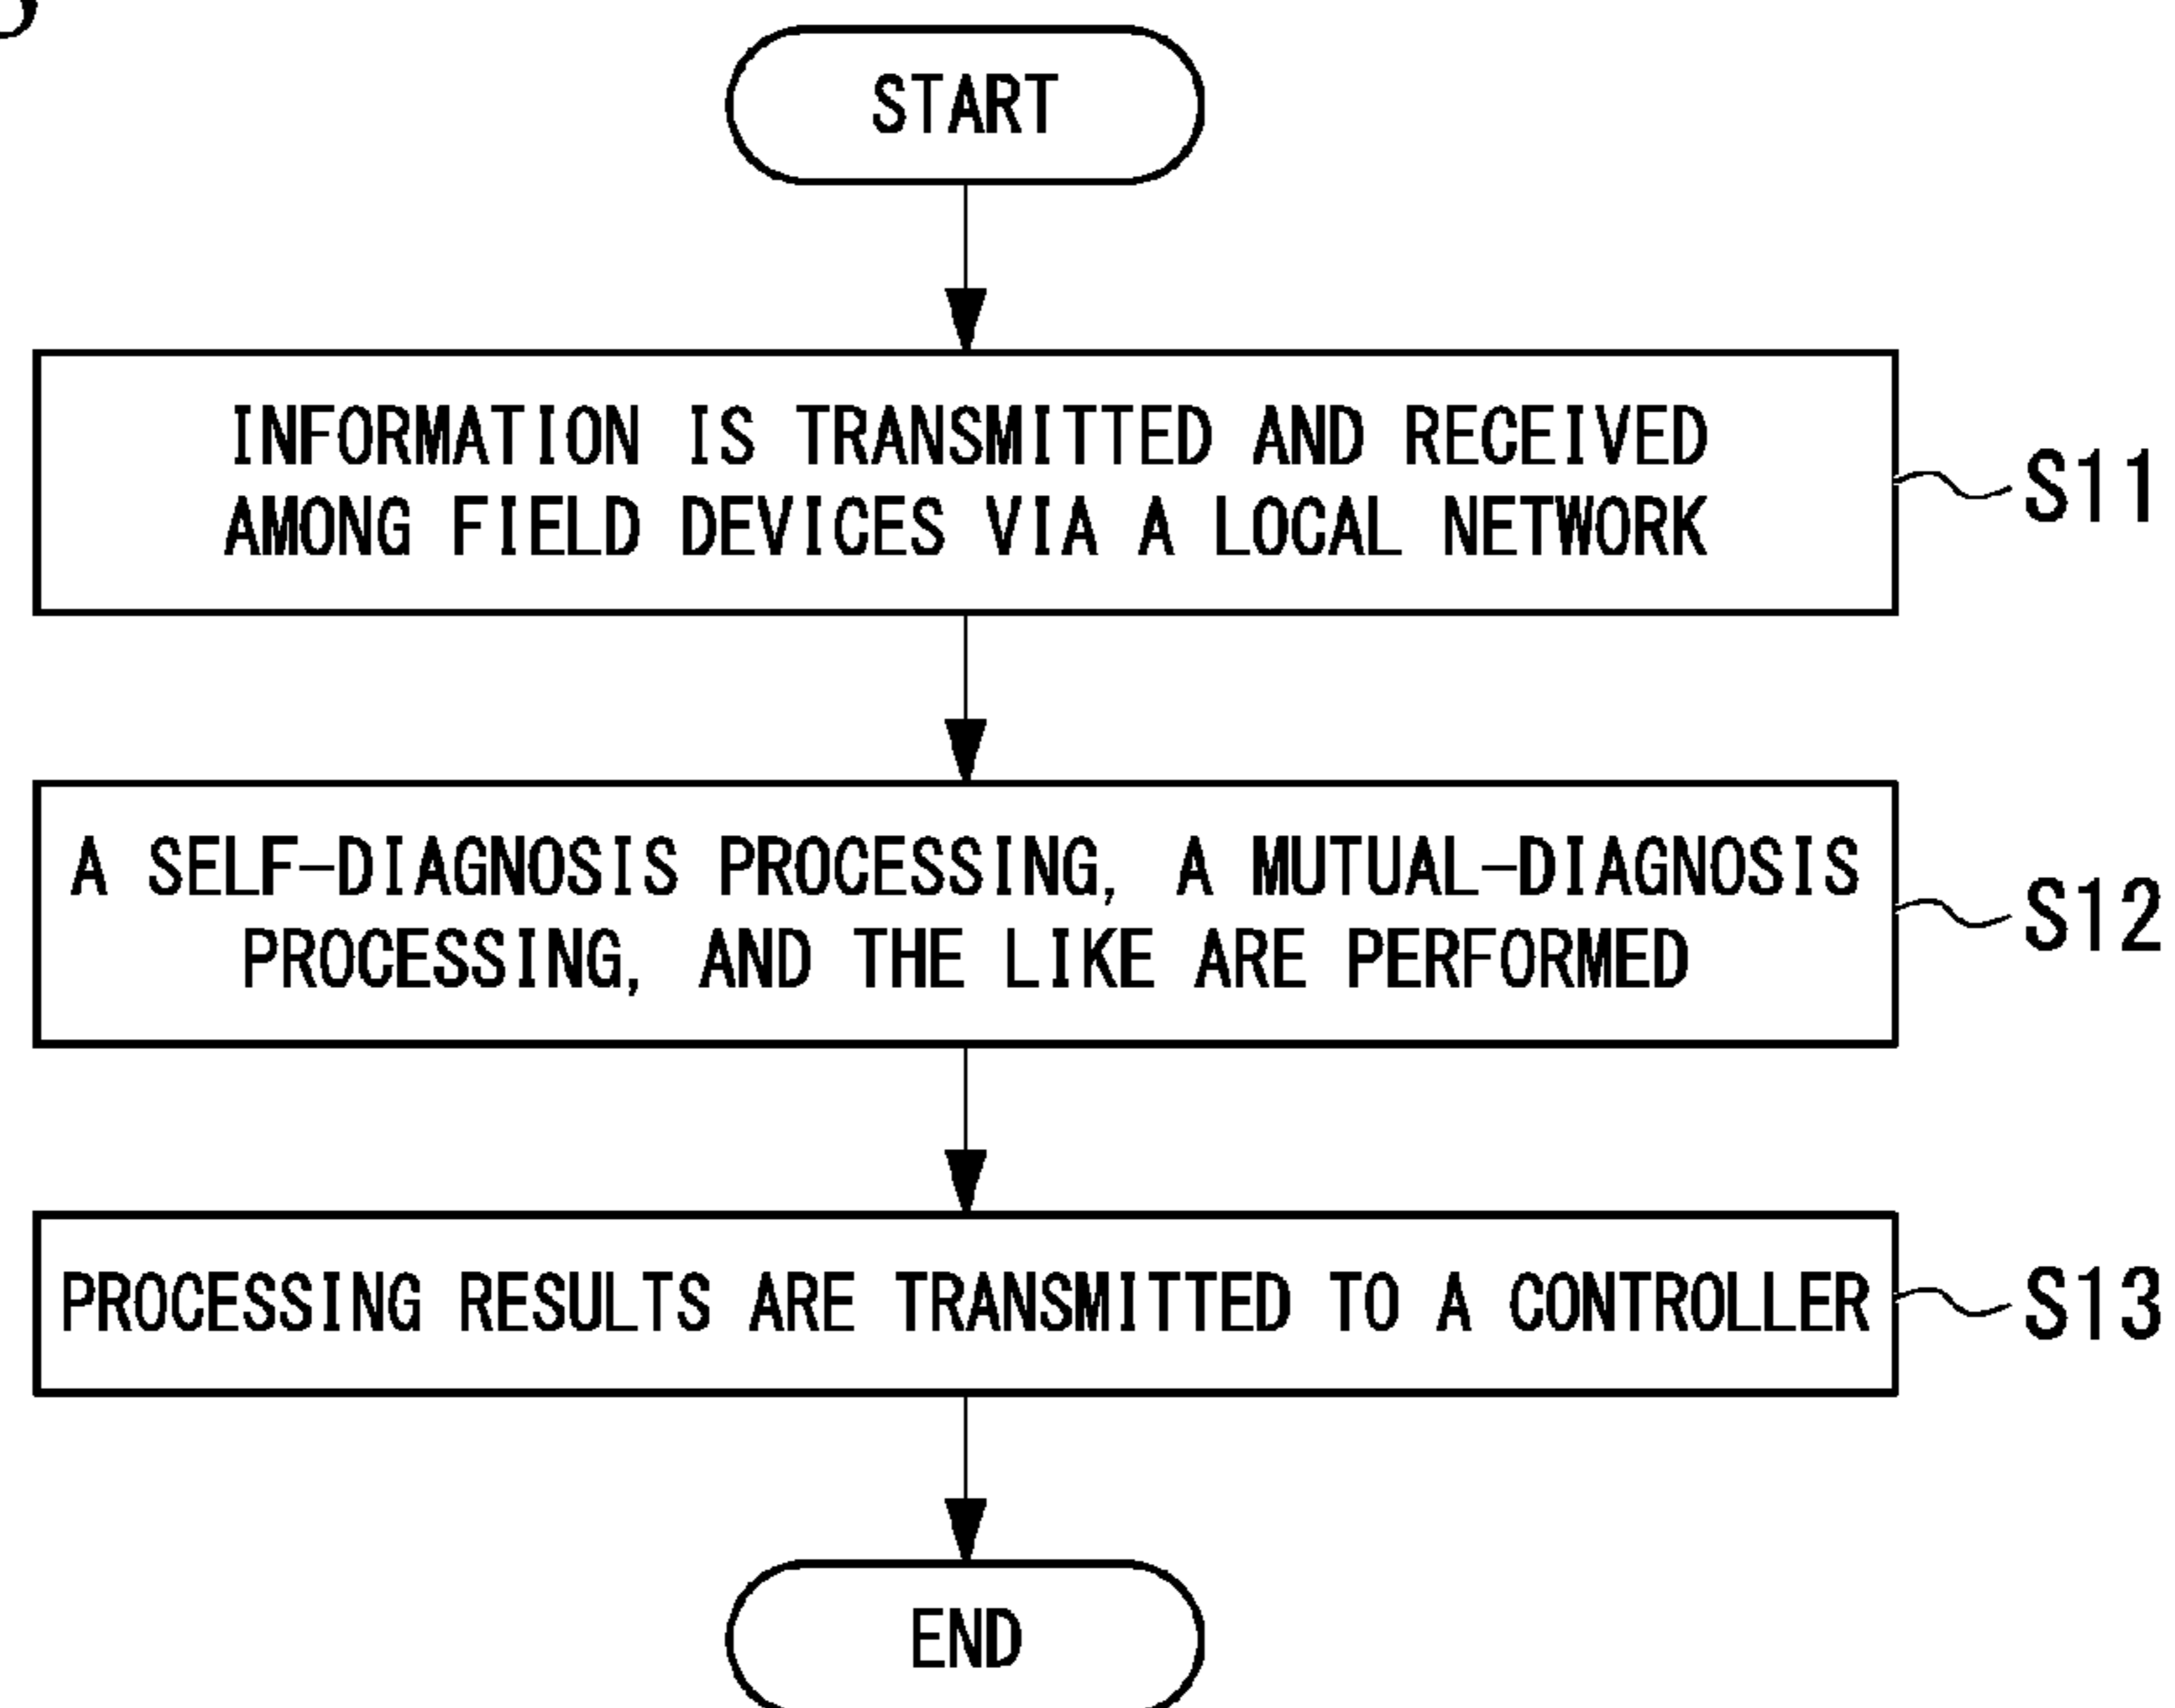 START
INFORMATION IS TRANSMITTED AND RECEIVED
AMONG FIELD DEVICES VIA A LOCAL NETWORK
S11
A SELF-DIAGNOSIS PROCESSING, A MUTUAL-DIAGNOSIS
PROCESSING, AND THE LIKE ARE PERFORMED
S12
PROCESSING RESULTS ARE TRANSMITTED TO A CONTROLLER
S13
END